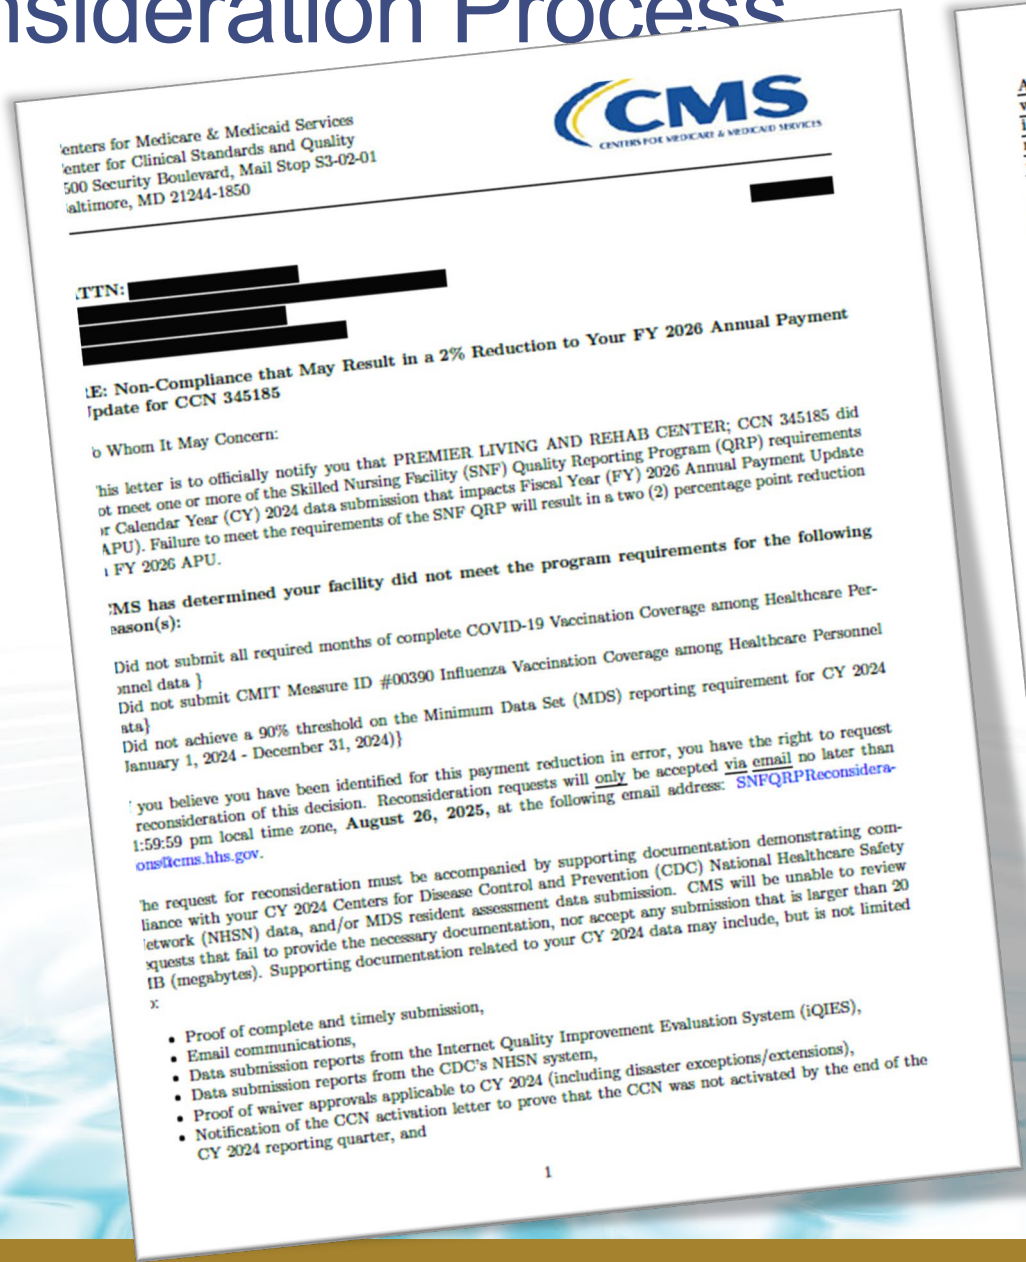 nsideration Process
CMS
CENTERS FOR MEDICARE & MEDICAID SERVICES
enters for Medicare & Medicaid Services
enter for Clinical Standards and Quality
500 Security Boulevard, Mail Stop S3-02-01
altimore, MD 21244-1850
TTN:
E: Non-Compliance that May Result in a 2% Reduction to Your FY 2026 Annual Payment
pdate for CCN 345185
o Whom It May Concern:
his letter is to officially notify you that PREMIER LIVING AND REHAB CENTER; CCN 345185 did
ot meet one or more of the Skilled Nursing Facility (SNF) Quality Reporting Program (QRP) requirements
r Calendar Year (CY) 2024 data submission that impacts Fiscal Year (FY) 2026 Annual Payment Update
APU). Failure to meet the requirements of the SNF QRP will result in a two (2) percentage point reduction
FY 2026 APU.
MS has determined your facility did not meet the program requirements for the following
eason(s):
Did not submit all required months of complete COVID-19 Vaccination Coverage among Healthcare Per-
onnel data }
Did not submit CMIT Measure ID #00390 Influenza Vaccination Coverage among Healthcare Personnel
ata}
Did not achieve a 90% threshold on the Minimum Data Set (MDS) reporting requirement for CY 2024
January 1, 2024 - December 31, 2024)}
you believe you have been identified for this payment reduction in error, you have the right to request
reconsideration of this decision. Reconsideration requests will only be accepted via email no later than
1:59:59 pm local time zone, August 26, 2025, at the following email address: SNFQRPReconsidera-
ons@cms.hhs.gov.
he request for reconsideration must be accompanied by supporting documentation demonstrating com-
liance with your CY 2024 Centers for Disease Control and Prevention (CDC) National Healthcare Safety
etwork (NHSN) data, and/or MDS resident assessment data submission. CMS will be unable to review
quests that fail to provide the necessary documentation, nor accept any submission that is larger than 20
MB (megabytes). Supporting documentation related to your CY 2024 data may include, but is not limited
• Proof of complete and timely submission,
• Email communications,
• Data submission reports from the Internet Quality Improvement Evaluation System (iQIES),
• Data submission reports from the CDC's NHSN system,
• Proof of waiver approvals applicable to CY 2024 (including disaster exceptions/extensions),
• Notification of the CCN activation letter to prove that the CCN was not activated by the end of the
CY 2024 reporting quarter, and
1